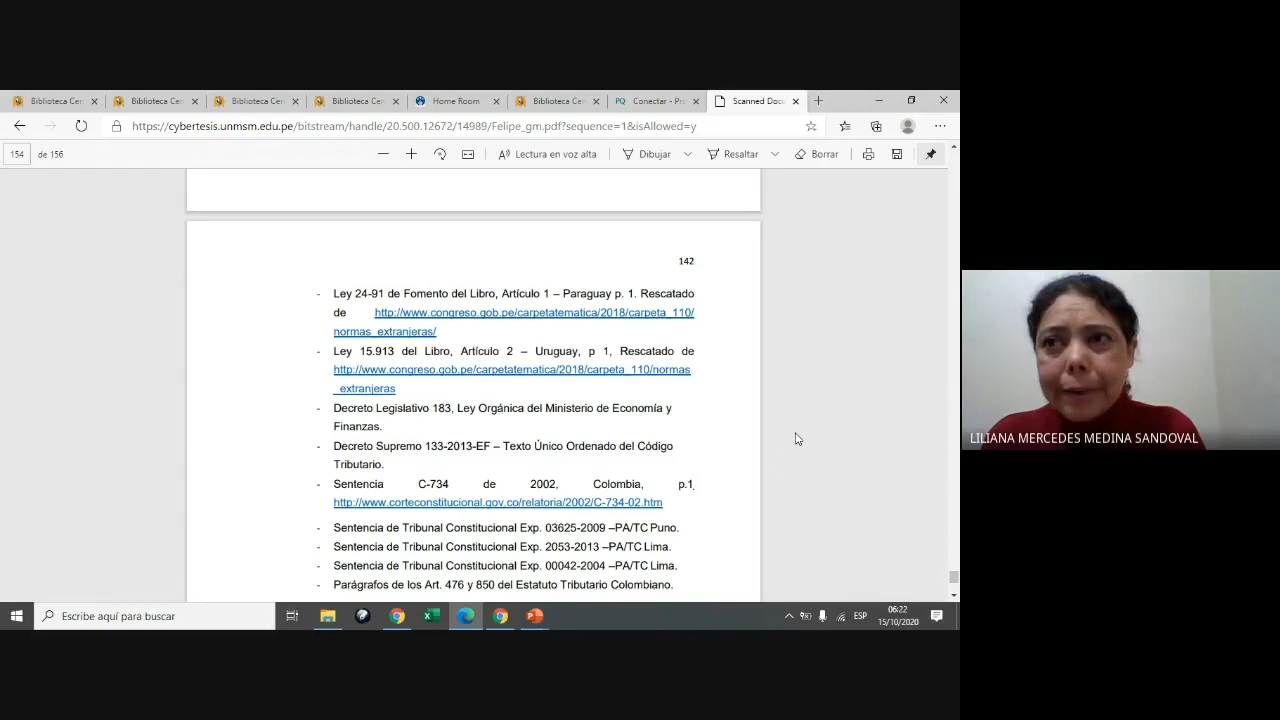 Biblioteca Cen
Biblioteca Cen
Biblioteca Cen
Biblioteca Cen
Home Room
Biblioteca Cen
PQ Conectar - Pro
Scanned Docu
https://cybertesis.unmsm.edu.pe/bitstream/handle/20.500.12672/14989/Felipe_gm.pdf?sequence=1&isAllowed=y
154 de 156
Lectura en voz alta
Dibujar
Resaltar
Borrar
142
- Ley 24-91 de Fomento del Libro, Artículo 1 – Paraguay p. 1. Rescatado
de http://www.congreso.gob.pe/carpetatematica/2018/carpeta_110/
normas_extranjeras/
- Ley 15.913 del Libro, Artículo 2 – Uruguay, p 1, Rescatado de
http://www.congreso.gob.pe/carpetatematica/2018/carpeta_110/normas
_extranjeras
- Decreto Legislativo 183, Ley Orgánica del Ministerio de Economía y
Finanzas.
- Decreto Supremo 133-2013-EF – Texto Único Ordenado del Código
Tributario.
- Sentencia C-734 de 2002, Colombia, p.1.
http://www.corteconstitucional.gov.co/relatoria/2002/C-734-02.htm
- Sentencia de Tribunal Constitucional Exp. 03625-2009 –PA/TC Puno.
- Sentencia de Tribunal Constitucional Exp. 2053-2013 –PA/TC Lima.
- Sentencia de Tribunal Constitucional Exp. 00042-2004 –PA/TC Lima.
- Parágrafos de los Art. 476 y 850 del Estatuto Tributario Colombiano.
LILIANA MERCEDES MEDINA SANDOVAL
Escribe aquí para buscar
ESP
06:22
15/10/2020